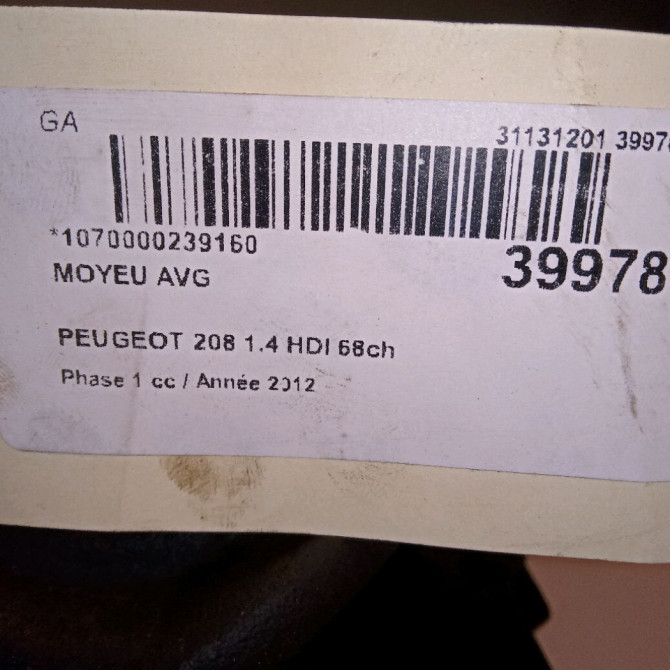 GA
31131201 3997
*1070000239160
39978
MOYEU AVG
PEUGEOT 208 1.4 HDI 68ch
Phase 1 cc / Année 2012